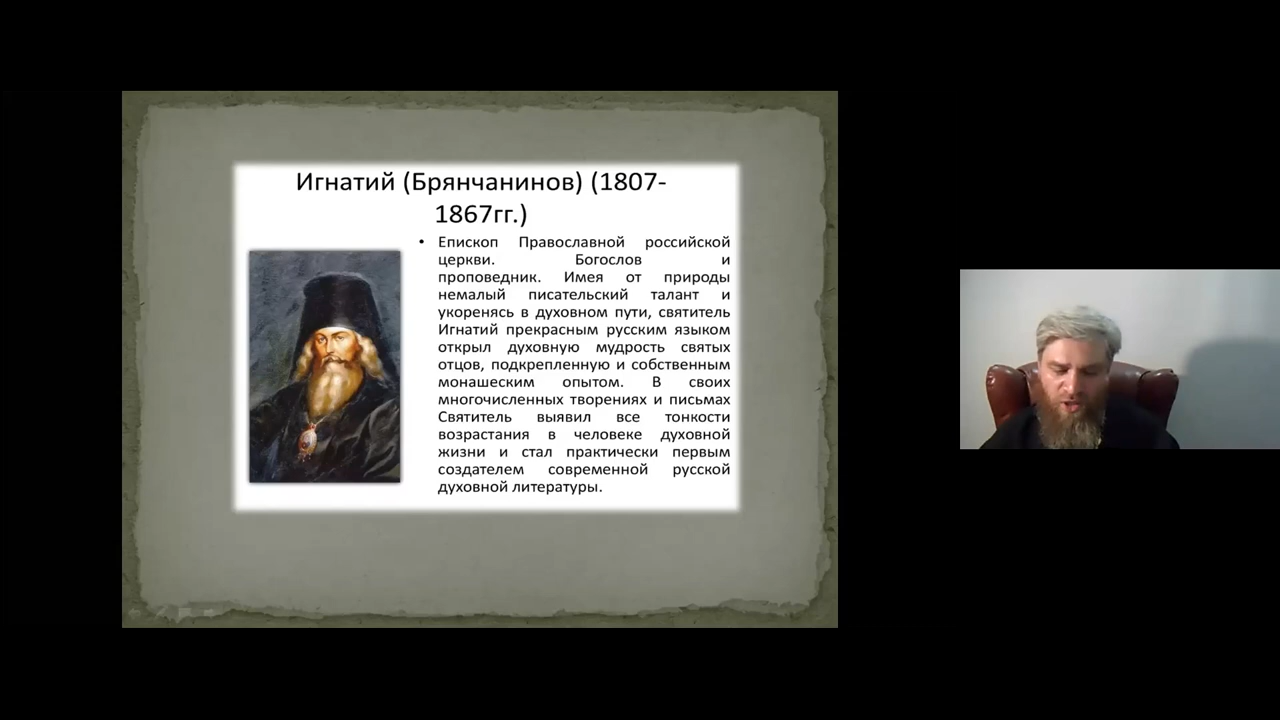 Игнатий (Брянчанинов) (1807-
1867гг.)
• Епископ Православной российской
церкви. Богослов и
проповедник. Имея от природы
немалый писательский талант и
укоренясь в духовном пути, святитель
Игнатий прекрасным русским языком
открыл духовную мудрость святых
отцов, подкрепленную и собственным
монашеским опытом. В своих
многочисленных творениях и письмах
Святитель выявил все тонкости
возрастания в человеке духовной
жизни и стал практически первым
создателем современной русской
духовной литературы.